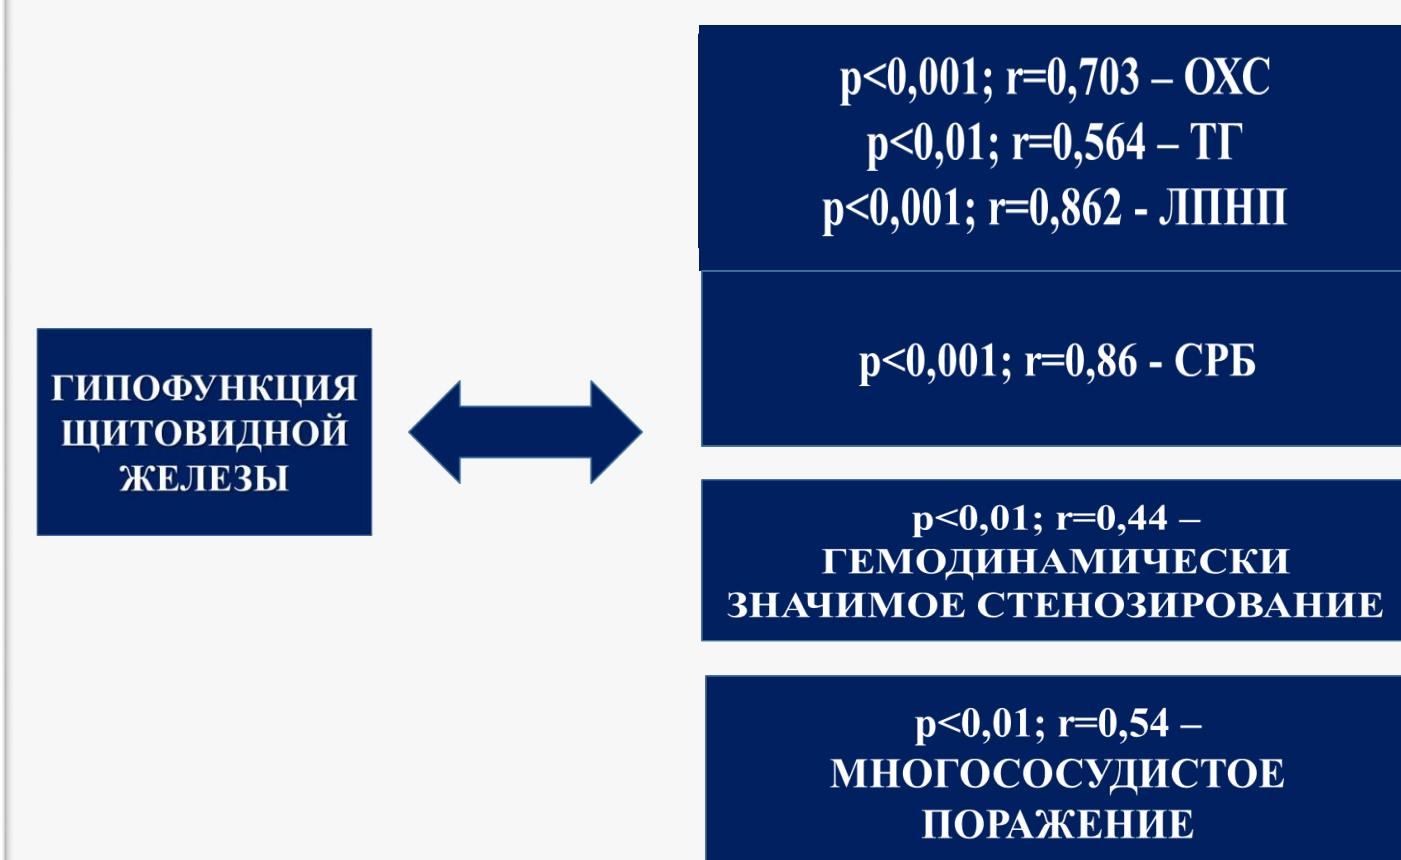 p<0,001; r=0,703 – ОХС
p<0,01; r=0,564 – ТГ
p<0,001; r=0,862 - ЛПНП
p<0,001; r=0,86 - СРБ
ГИПОФУНКЦИЯ
ЩИТОВИДНОЙ
ЖЕЛЕЗЫ
p<0,01; r=0,44 –
ГЕМОДИНАМИЧЕСКИ
ЗНАЧИМОЕ СТЕНОЗИРОВАНИЕ
p<0,01; r=0,54 –
МНОГОСОСУДИСТОЕ
ПОРАЖЕНИЕ